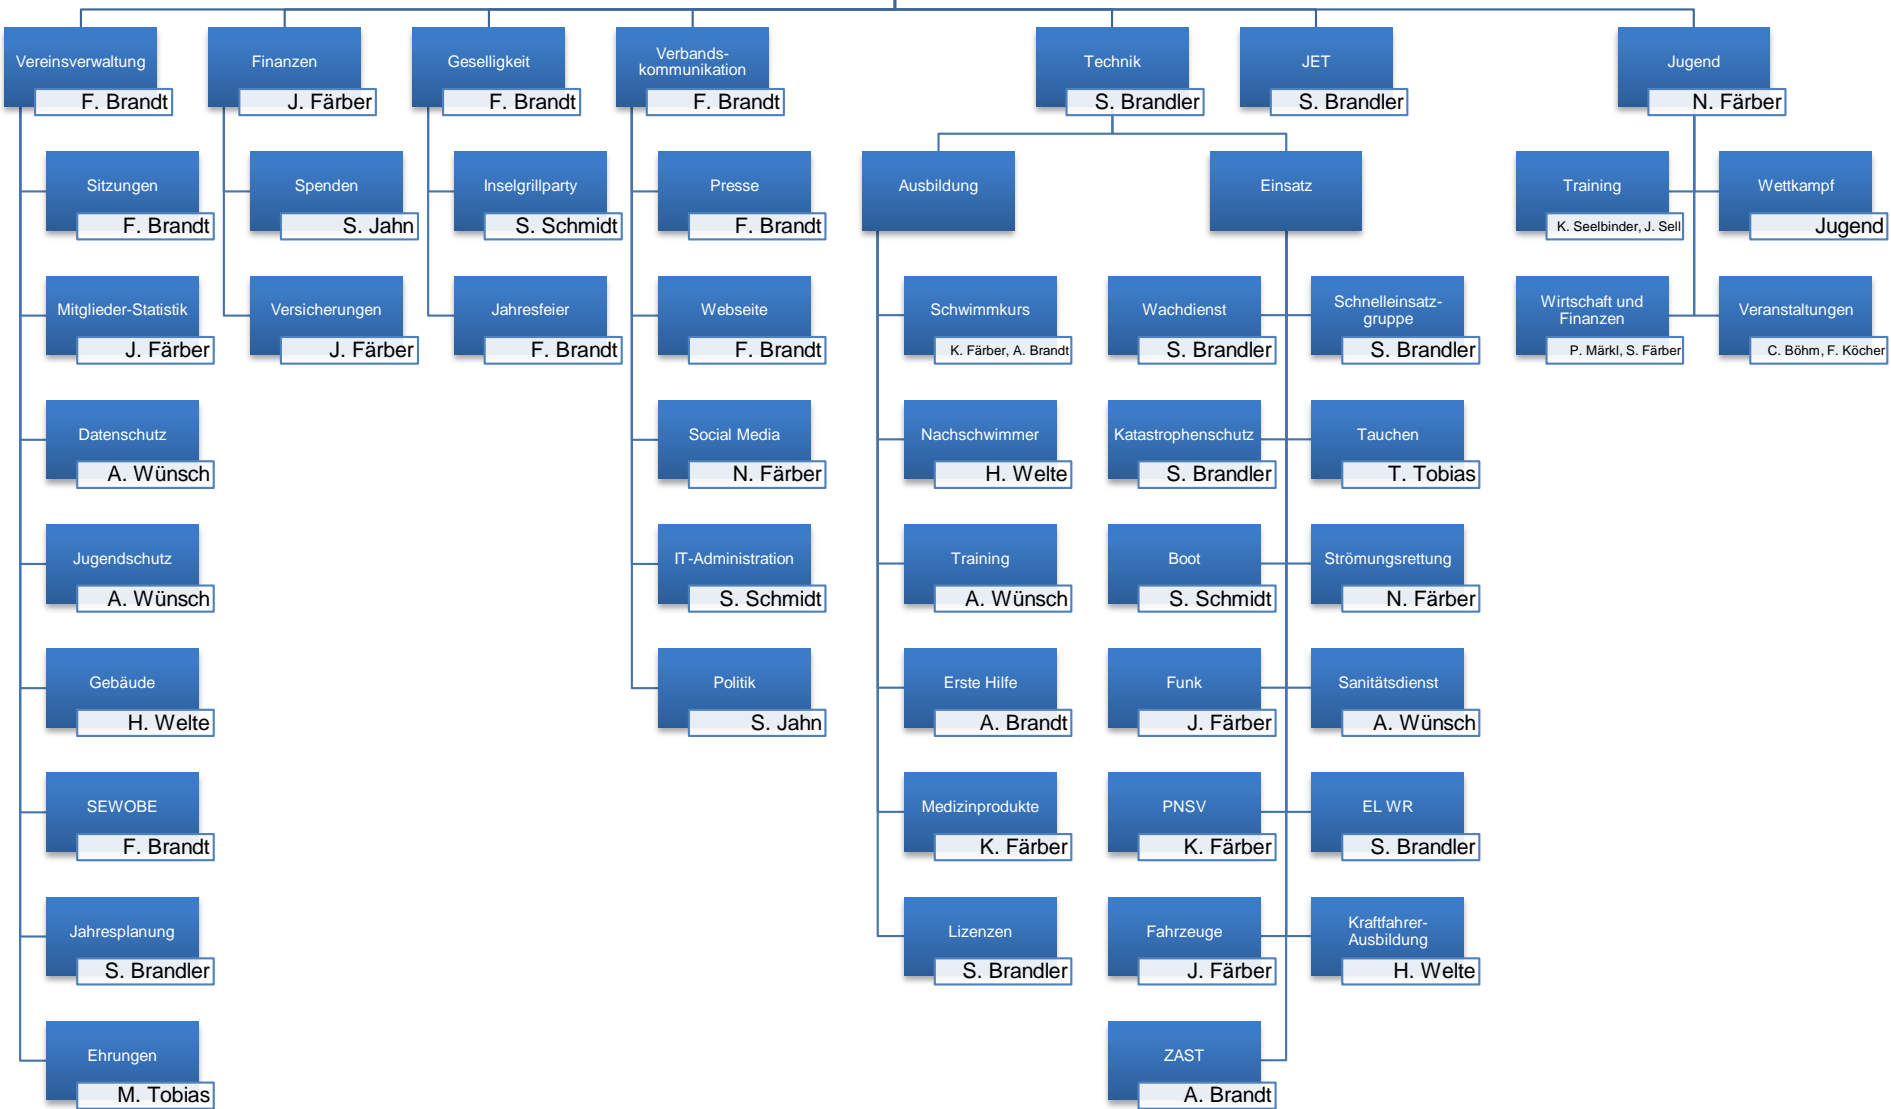 Vereinsverwaltung
F. Brandt
Finanzen
J. Färber
Geselligkeit
F. Brandt
Verbands-
kommunikation
F. Brandt
Technik
S. Brandler
JET
S. Brandler
Jugend
N. Färber
Sitzungen
F. Brandt
Mitglieder-Statistik
J. Färber
Datenschutz
A. Wünsch
Jugendschutz
A. Wünsch
Gebäude
H. Welte
SEWOBE
F. Brandt
Jahresplanung
S. Brandler
Ehrungen
M. Tobias
Spenden
S. Jahn
Versicherungen
J. Färber
Inselgrillparty
S. Schmidt
Jahresfeier
F. Brandt
Presse
F. Brandt
Webseite
F. Brandt
Social Media
N. Färber
IT-Administration
S. Schmidt
Politik
S. Jahn
Ausbildung
Schwimmkurs
K. Färber, A. Brandt
Nachschwimmer
H. Welte
Training
A. Wünsch
Erste Hilfe
A. Brandt
Medizinprodukte
K. Färber
Lizenzen
S. Brandler
Einsatz
Wachdienst
S. Brandler
Schnelleinsatz-
gruppe
S. Brandler
Katastrophenschutz
S. Brandler
Tauchen
T. Tobias
Boot
S. Schmidt
Strömungsrettung
N. Färber
Funk
J. Färber
Sanitätsdienst
A. Wünsch
PNSV
K. Färber
EL WR
S. Brandler
Fahrzeuge
J. Färber
Kraftfahrer-
Ausbildung
H. Welte
ZAST
A. Brandt
Training
K. Seelbinder, J. Sell
Wettkampf
Jugend
Wirtschaft und
Finanzen
P. Märkl, S. Färber
Veranstaltungen
C. Böhm, F. Köcher